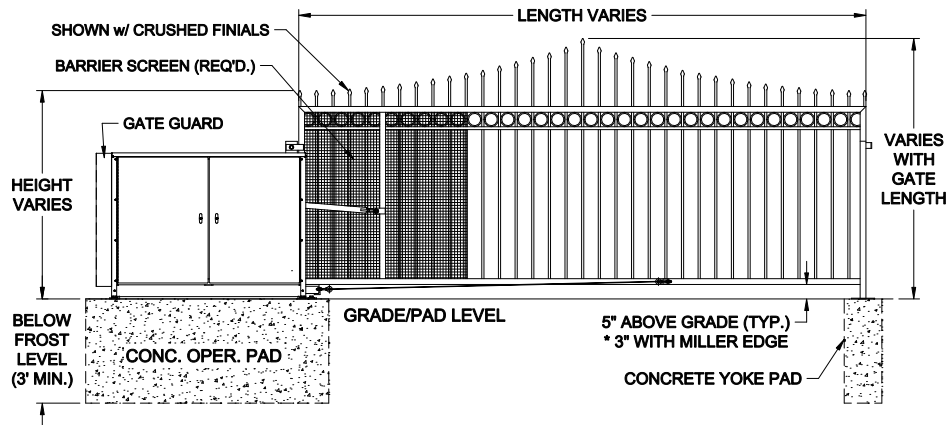 LENGTH VARIES
SHOWN w/ CRUSHED FINIALS
BARRIER SCREEN (REQ'D.)
GATE GUARD
HEIGHT
VARIES
VARIES
WITH
GATE
LENGTH
BELOW
FROST
LEVEL
(3' MIN.)
CONC. OPER. PAD
GRADE/PAD LEVEL
5" ABOVE GRADE (TYP.)
* 3" WITH MILLER EDGE
CONCRETE YOKE PAD